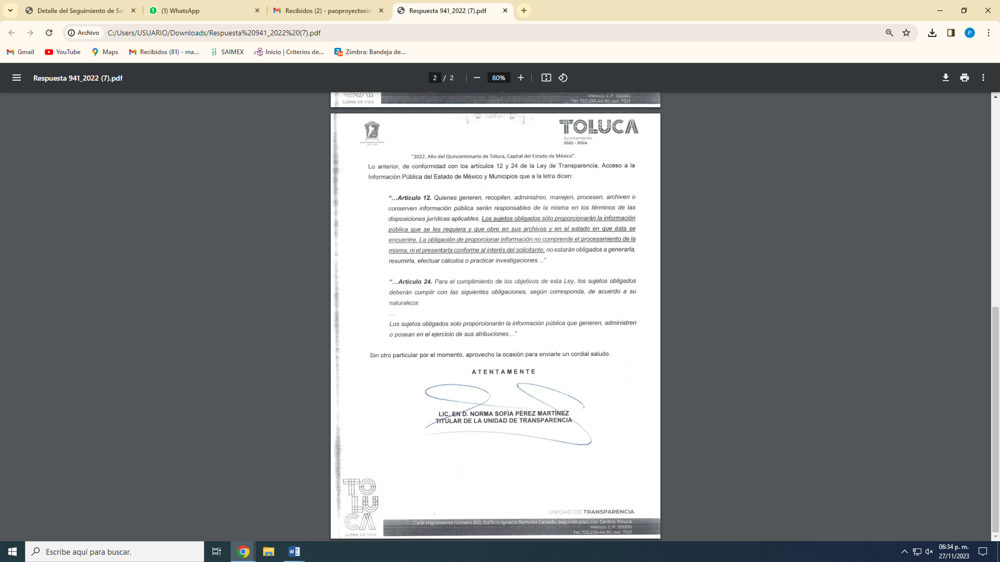 Detalle del Seguimiento de Sol
(1) WhatsApp
Recibidos (2) - paoproyectosin
Respuesta 941_2022 (7).pdf
Archivo
C:/Users/USUARIO/Downloads/Respuesta%20941_2022%20(7).pdf
P
Gmail
YouTube
Maps
Recibidos (81) - ma...
SAIMEX
Inicio | Criterios de...
Zimbra: Bandeja de...
Respuesta 941_2022 (7).pdf
2 / 2
80%
México. C.P. 50000
LLENA DE VIDA
Tel: 722.226.44.90, ext. 7321
TOLUCA
Ayuntamiento
2022 - 2024
Ayuntamiento de Toluca
"2022. Año del Quincentenario de Toluca, Capital del Estado de México".
Lo anterior, de conformidad con los artículos 12 y 24 de la Ley de Transparencia, Acceso a la
Información Pública del Estado de México y Municipios que a la letra dicen:
"…Artículo 12. Quienes generen, recopilen, administren, manejen, procesen, archiven o
conserven información pública serán responsables de la misma en los términos de las
disposiciones jurídicas aplicables. Los sujetos obligados sólo proporcionarán la información
pública que se les requiera y que obre en sus archivos y en el estado en que ésta se
encuentre. La obligación de proporcionar información no comprende el procesamiento de la
misma, ni el presentarla conforme al interés del solicitante; no estarán obligados a generarla,
resumirla, efectuar cálculos o practicar investigaciones…"
"…Artículo 24. Para el cumplimiento de los objetivos de esta Ley, los sujetos obligados
deberán cumplir con las siguientes obligaciones, según corresponda, de acuerdo a su
naturaleza:
…
Los sujetos obligados solo proporcionarán la información pública que generen, administren
o posean en el ejercicio de sus atribuciones…"
Sin otro particular por el momento, aprovecho la ocasión para enviarle un cordial saludo.
A T E N T A M E N T E
LIC. EN D. NORMA SOFÍA PÉREZ MARTÍNEZ
TITULAR DE LA UNIDAD DE TRANSPARENCIA
TO
LU
CA
LLENA DE VIDA
UNIDAD DE TRANSPARENCIA
Calle Nigromante número 202, Edificio Ignacio Ramírez Calzada, segundo piso, Col. Centro, Toluca
México. C.P. 50000
Tel: 722.226.44.90, ext. 7321
Escribe aquí para buscar.
06:34 p. m.
27/11/2023